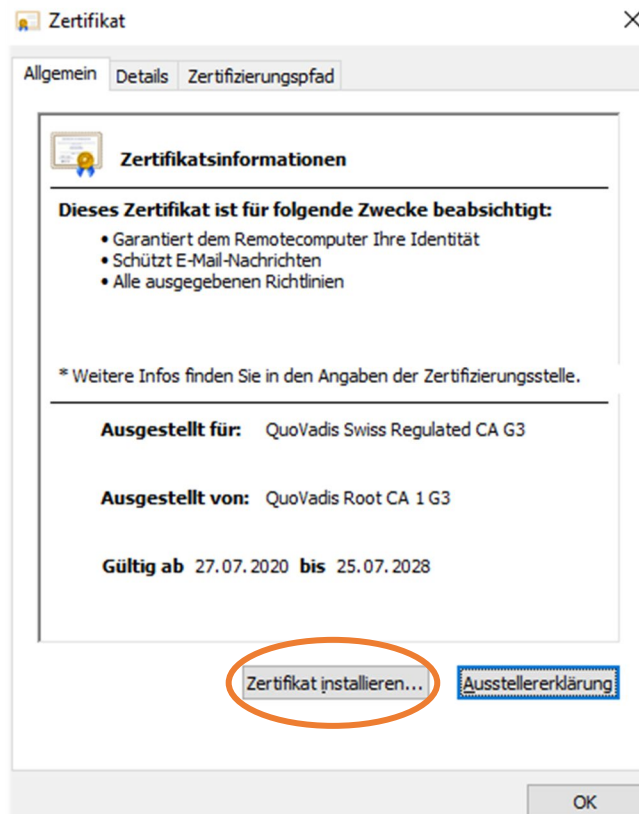 Zertifikat
Allgemein Details Zertifizierungspfad
Zertifikatsinformationen
Dieses Zertifikat ist für folgende Zwecke beabsichtigt:
• Garantiert dem Remotecomputer Ihre Identität
• Schützt E-Mail-Nachrichten
• Alle ausgegebenen Richtlinien
* Weitere Infos finden Sie in den Angaben der Zertifizierungsstelle.
Ausgestellt für: QuoVadis Swiss Regulated CA G3
Ausgestellt von: QuoVadis Root CA 1 G3
Gültig ab 27.07.2020 bis 25.07.2028
Zertifikat installieren... Ausstellererklärung
OK